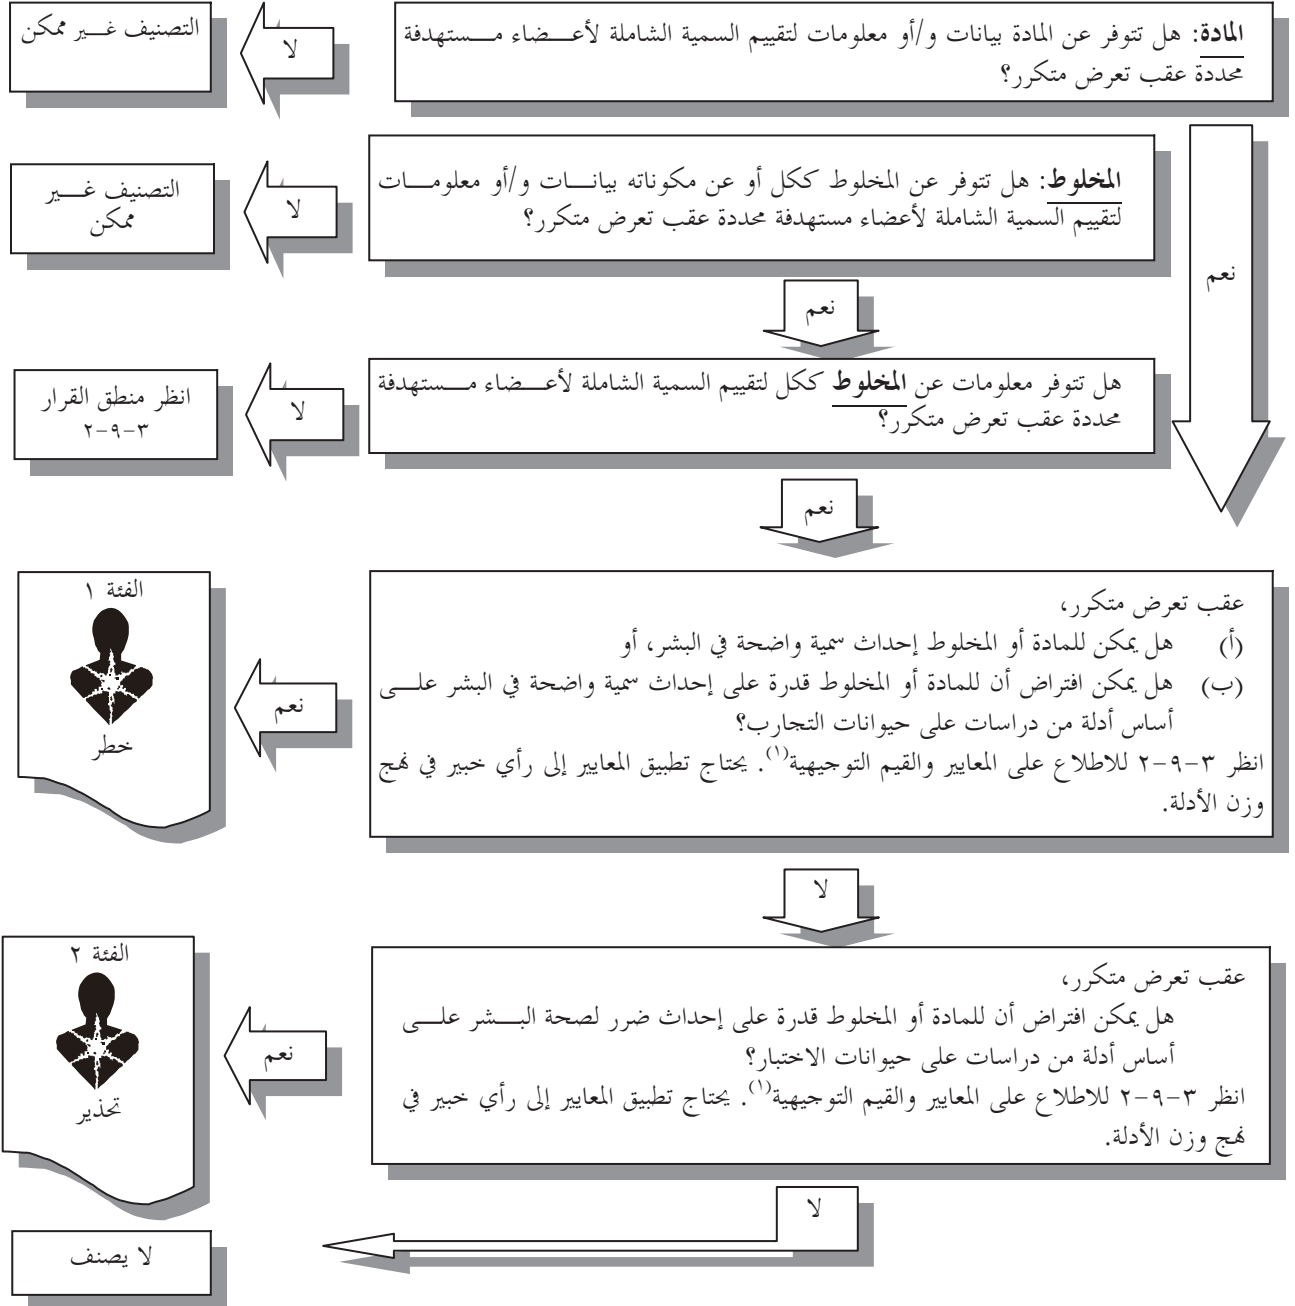 المادة: هل تتوفر عن المادة بيانات و/أو معلومات لتقييم السمية الشاملة لأعضاء مستهدفة
محددة عقب تعرض متكرر؟
لا
التصنيف غير ممكن
المخلوط: هل تتوفر عن المخلوط ككل أو عن مكوناته بيانات و/أو معلومات
لتقييم السمية الشاملة لأعضاء مستهدفة محددة عقب تعرض متكرر؟
لا
التصنيف غير
ممكن
نعم
نعم
هل تتوفر معلومات عن المخلوط ككل لتقييم السمية الشاملة لأعضاء مستهدفة
محددة عقب تعرض متكرر؟
لا
انظر منطق القرار
٣-٩-٢
نعم
عقب تعرض متكرر،
(أ) هل يمكن للمادة أو المخلوط إحداث سمية واضحة في البشر، أو
(ب) هل يمكن افتراض أن للمادة أو المخلوط قدرة على إحداث سمية واضحة في البشر على
أساس أدلة من دراسات على حيوانات التجارب؟
انظر ٣-٩-٢ للاطلاع على المعايير والقيم التوجيهية(١). يحتاج تطبيق المعايير إلى رأي خبير في نهج
وزن الأدلة.
نعم
الفئة ١
خطر
لا
عقب تعرض متكرر،
هل يمكن افتراض أن للمادة أو المخلوط قدرة على إحداث ضرر لصحة البشر على
أساس أدلة من دراسات على حيوانات الاختبار؟
انظر ٣-٩-٢ للاطلاع على المعايير والقيم التوجيهية(١). يحتاج تطبيق المعايير إلى رأي خبير في
نهج وزن الأدلة.
نعم
الفئة ٢
تحذير
لا
لا يصنف